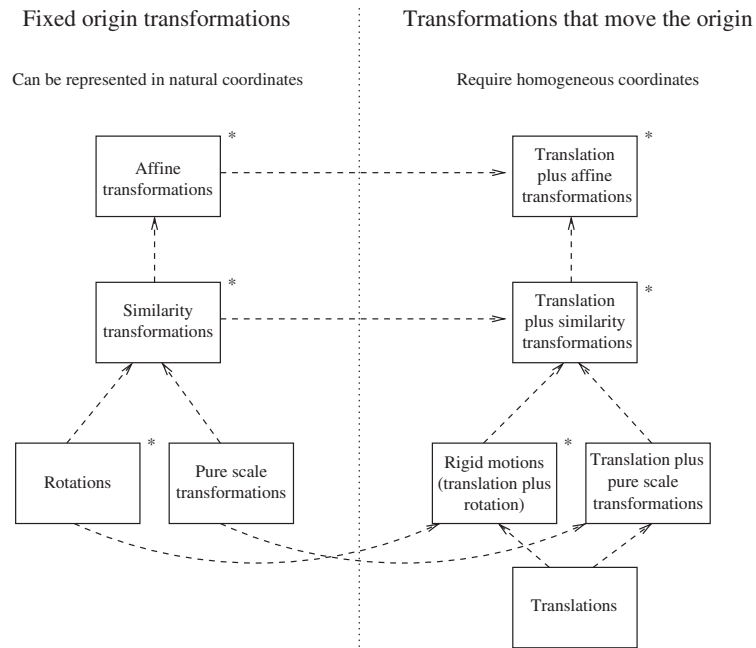 Fixed origin transformations
Can be represented in natural coordinates
Transformations that move the origin
Require homogeneous coordinates
*
Affine
transformations
*
Translation
plus affine
transformations
*
Similarity
transformations
*
Translation
plus similarity
transformations
*
Rotations
Pure scale
transformations
*
Rigid motions
(translation plus
rotation)
Translation plus
pure scale
transformations
Translations